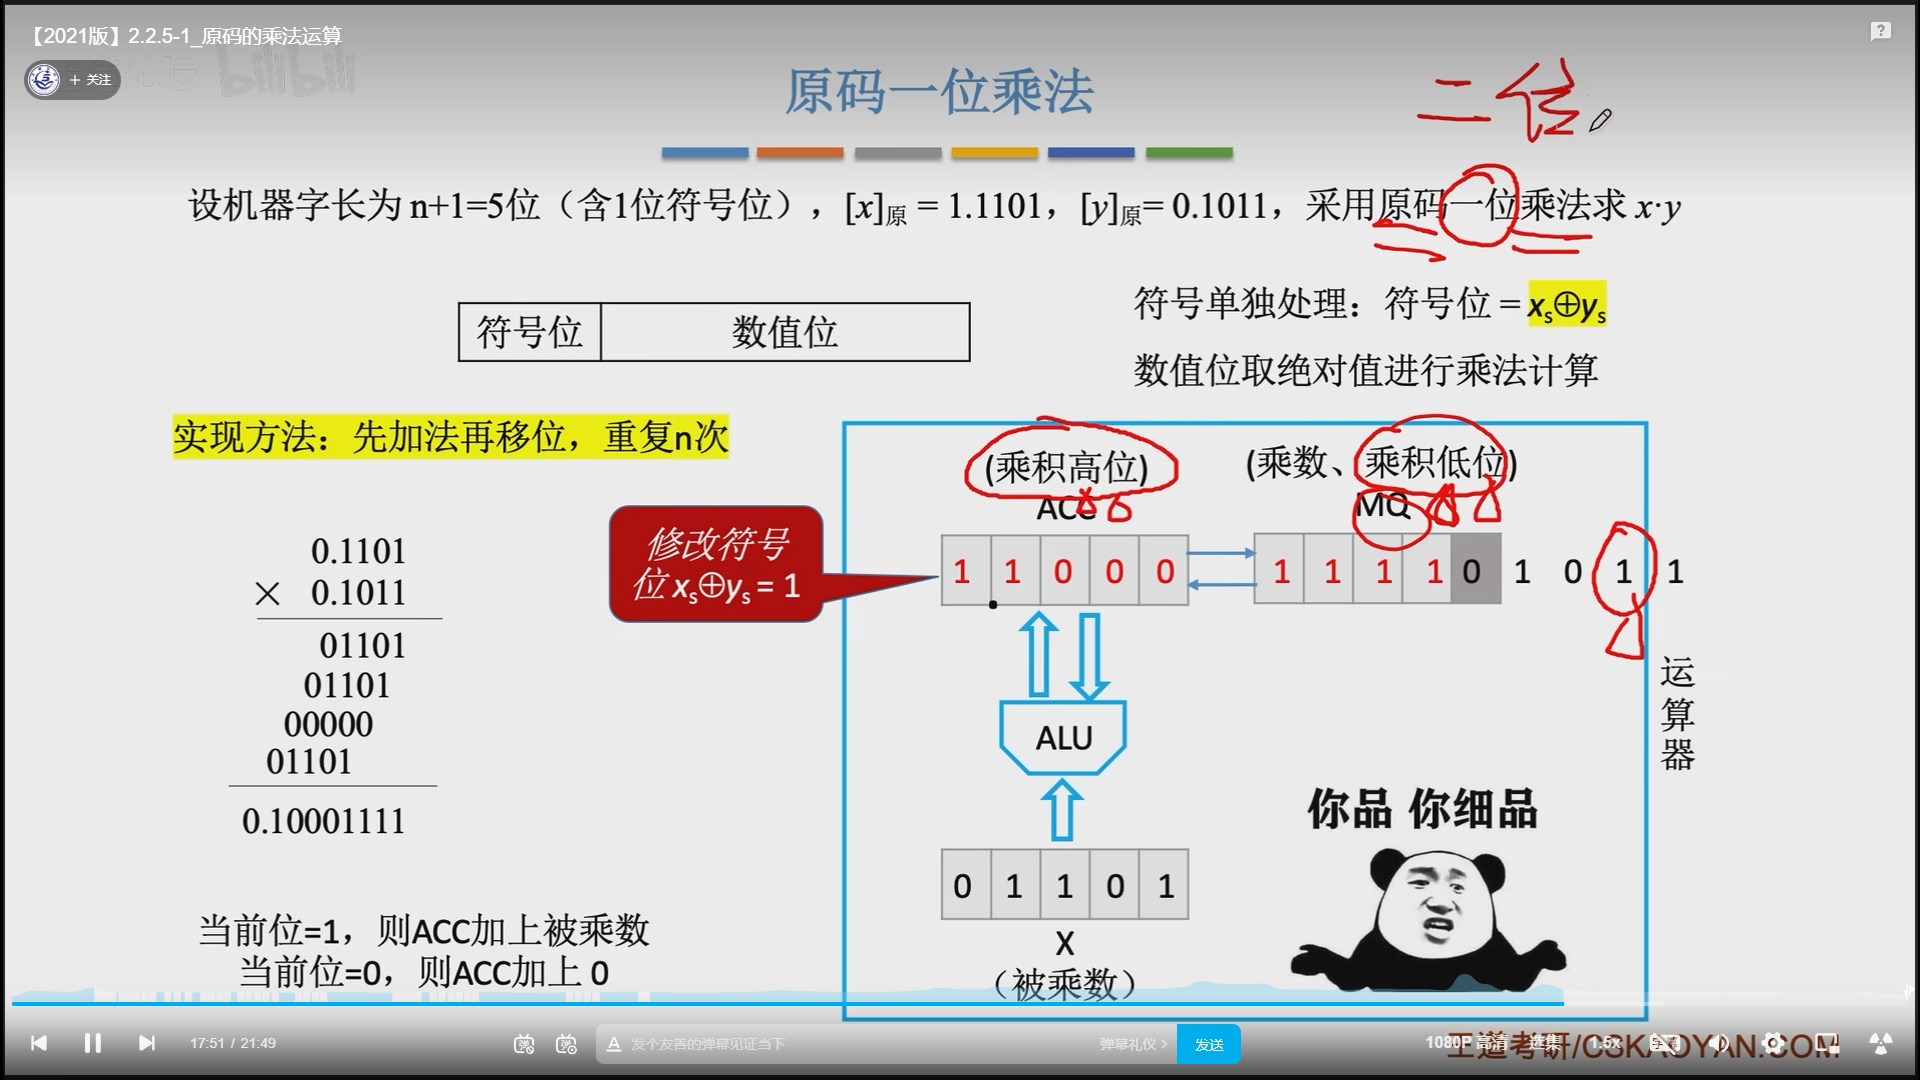 【2021版】2.2.5-1_原码的乘法运算
+ 关注
bilibili
原码一位乘法
二位
设机器字长为 n+1=5位（含1位符号位），[x]原 = 1.1101，[y]原= 0.1011，采用原码一位乘法求 x·y
符号位 数值位
符号单独处理：符号位 = xs⊕ys
数值位取绝对值进行乘法计算
实现方法：先加法再移位，重复n次
0.1101
× 0.1011
01101
01101
00000
01101
0.10001111
当前位=1，则ACC加上被乘数
当前位=0，则ACC加上 0
修改符号
位 xs⊕ys = 1
(乘积高位)
ACC
(乘数、乘积低位)
MQ
1 1 0 0 0
1 1 1 1 0 1 0 1 1
ALU
0 1 1 0 1
X
（被乘数）
运算器
你品 你细品
17:51 / 21:49
发个友善的弹幕见证当下
弹幕礼仪 >
发送
1080P 高清
选集
1.5x
王道考研/CSKAOYAN.COM